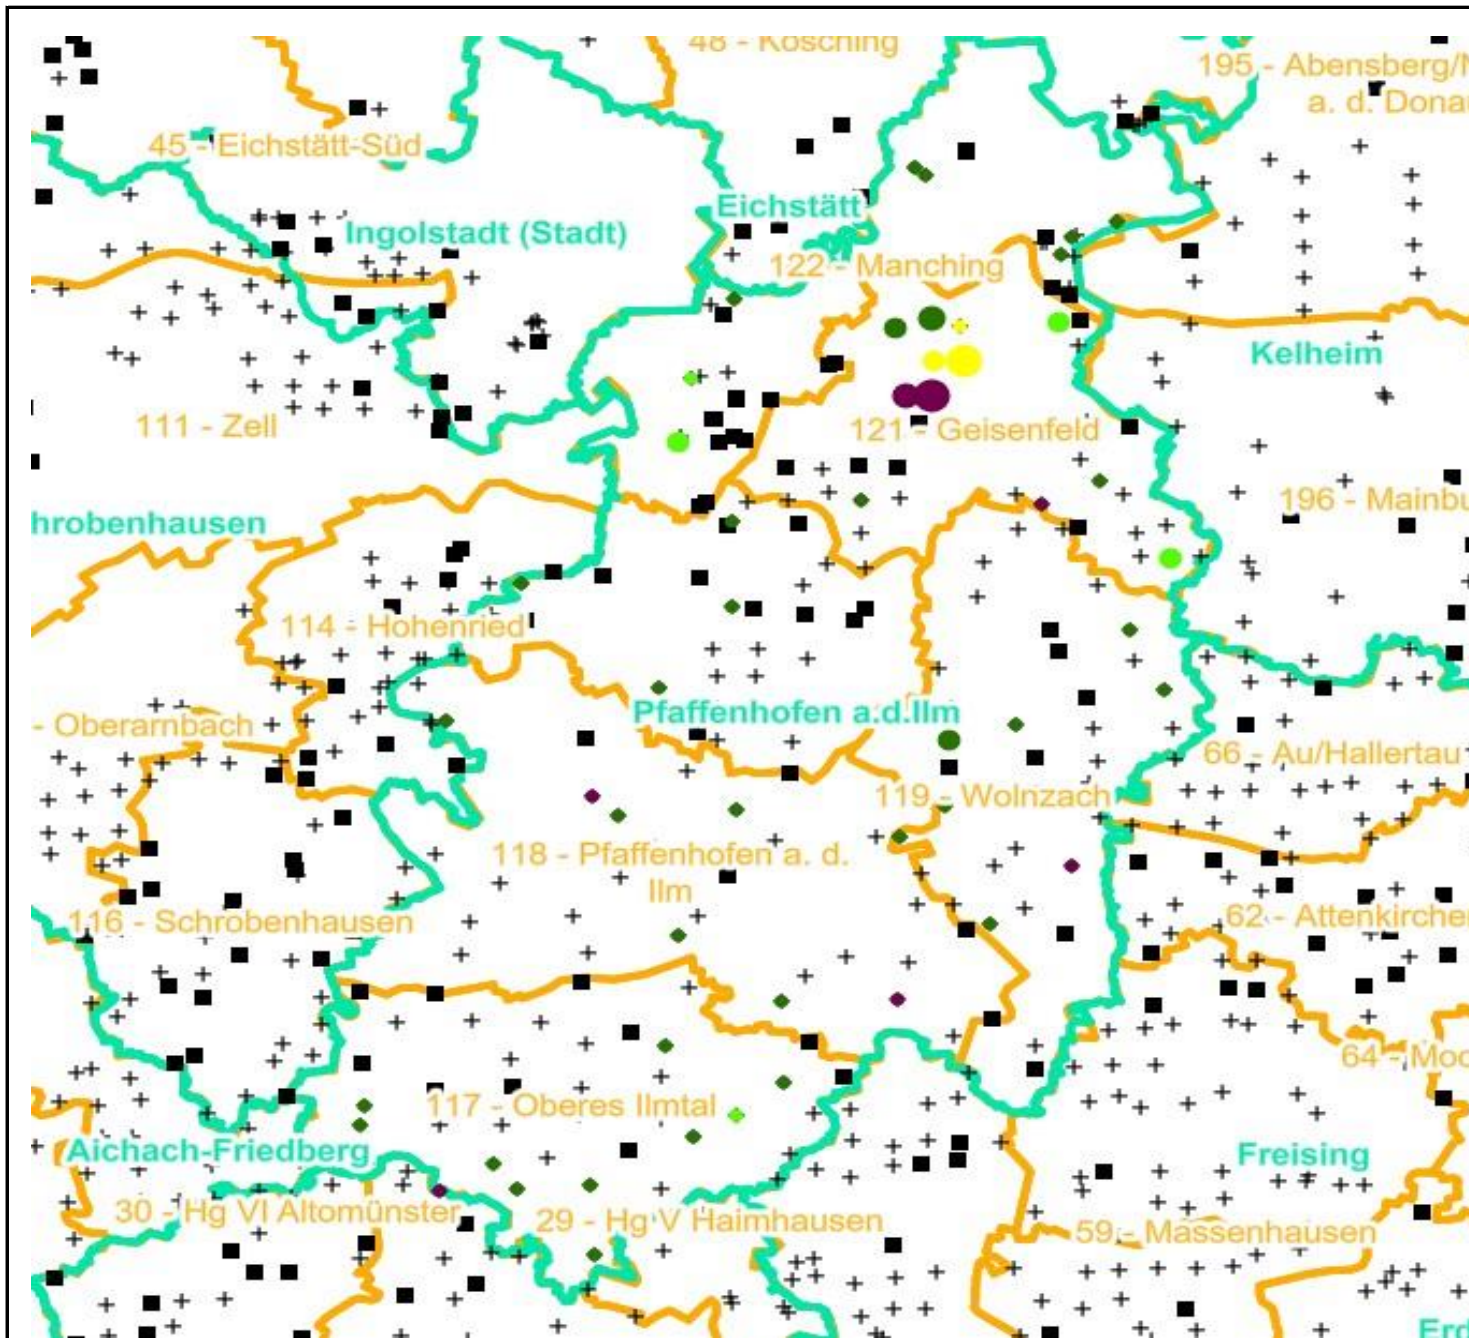 48 - Kösching
195 - Abensberg/N
a. d. Donau
45 - Eichstätt-Süd
Eichstätt
Ingolstadt (Stadt)
122 - Manching
Kelheim
111 - Zell
121 - Geisenfeld
196 - Mainbu
hrobenhausen
114 - Hohenried
Pfaffenhofen a.d.Ilm
- Oberarnbach
66 - Au/Hallertau
119 - Wolnzach
118 - Pfaffenhofen a. d.
Ilm
116 - Schrobenhausen
62 - Attenkirchen
64 - Moo
117 - Oberes Ilmtal
Aichach-Friedberg
Freising
30 - Hg VI Altomünster
29 - Hg V Haimhausen
59 - Massenhausen
Erd